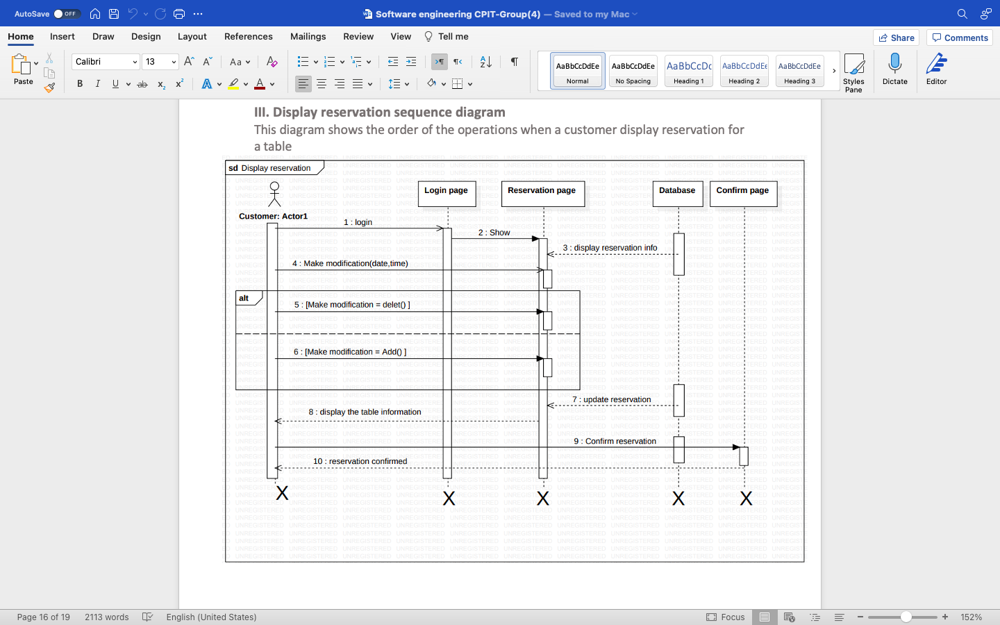 AutoSave OFF Software engineering CPIT-Group(4) — Saved to my Mac
Home Insert Draw Design Layout References Mailings Review View Tell me Share Comments
Paste Calibri 13 Aa
AaBbCcDdEe AaBbCcDdEe AaBbCcDc AaBbCcDdEe AaBbCcDdEe
Normal No Spacing Heading 1 Heading 2 Heading 3 Styles Pane Dictate Editor
III. Display reservation sequence diagram
This diagram shows the order of the operations when a customer display reservation for
a table
sd Display reservation
Login page Reservation page Database Confirm page
Customer: Actor1
1 : login
2 : Show
3 : display reservation info
4 : Make modification(date,time)
alt
5 : [Make modification = delet() ]
6 : [Make modification = Add() ]
7 : update reservation
8 : display the table information
9 : Confirm reservation
10 : reservation confirmed
X X X X X
UNREGISTERED
Page 16 of 19 2113 words English (United States) Focus 152%